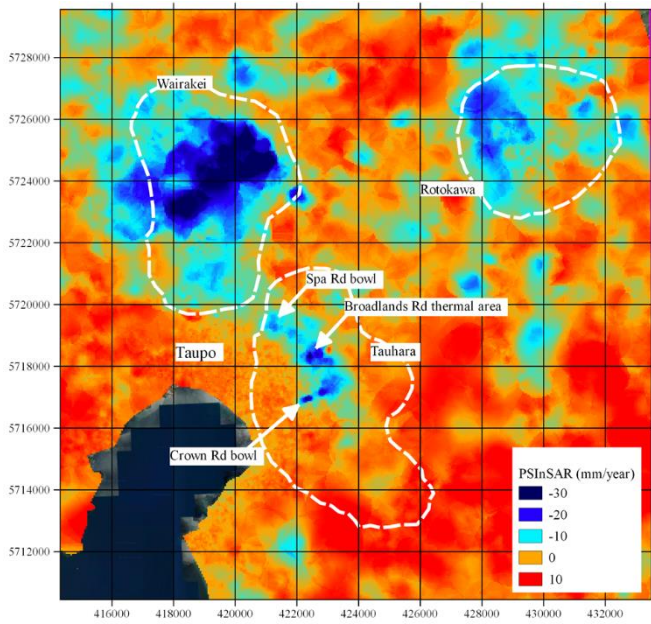 5728000
Wairakei
5726000
5724000
Rotokawa
5722000
Spa Rd bowl
5720000
Broadlands Rd thermal area
Taupo
Tauhara
5718000
5716000
Crown Rd bowl
PSInSAR (mm/year)
5714000
-30
-20
-10
5712000
0
10
416000 418000 420000 422000 424000 426000 428000 430000 432000